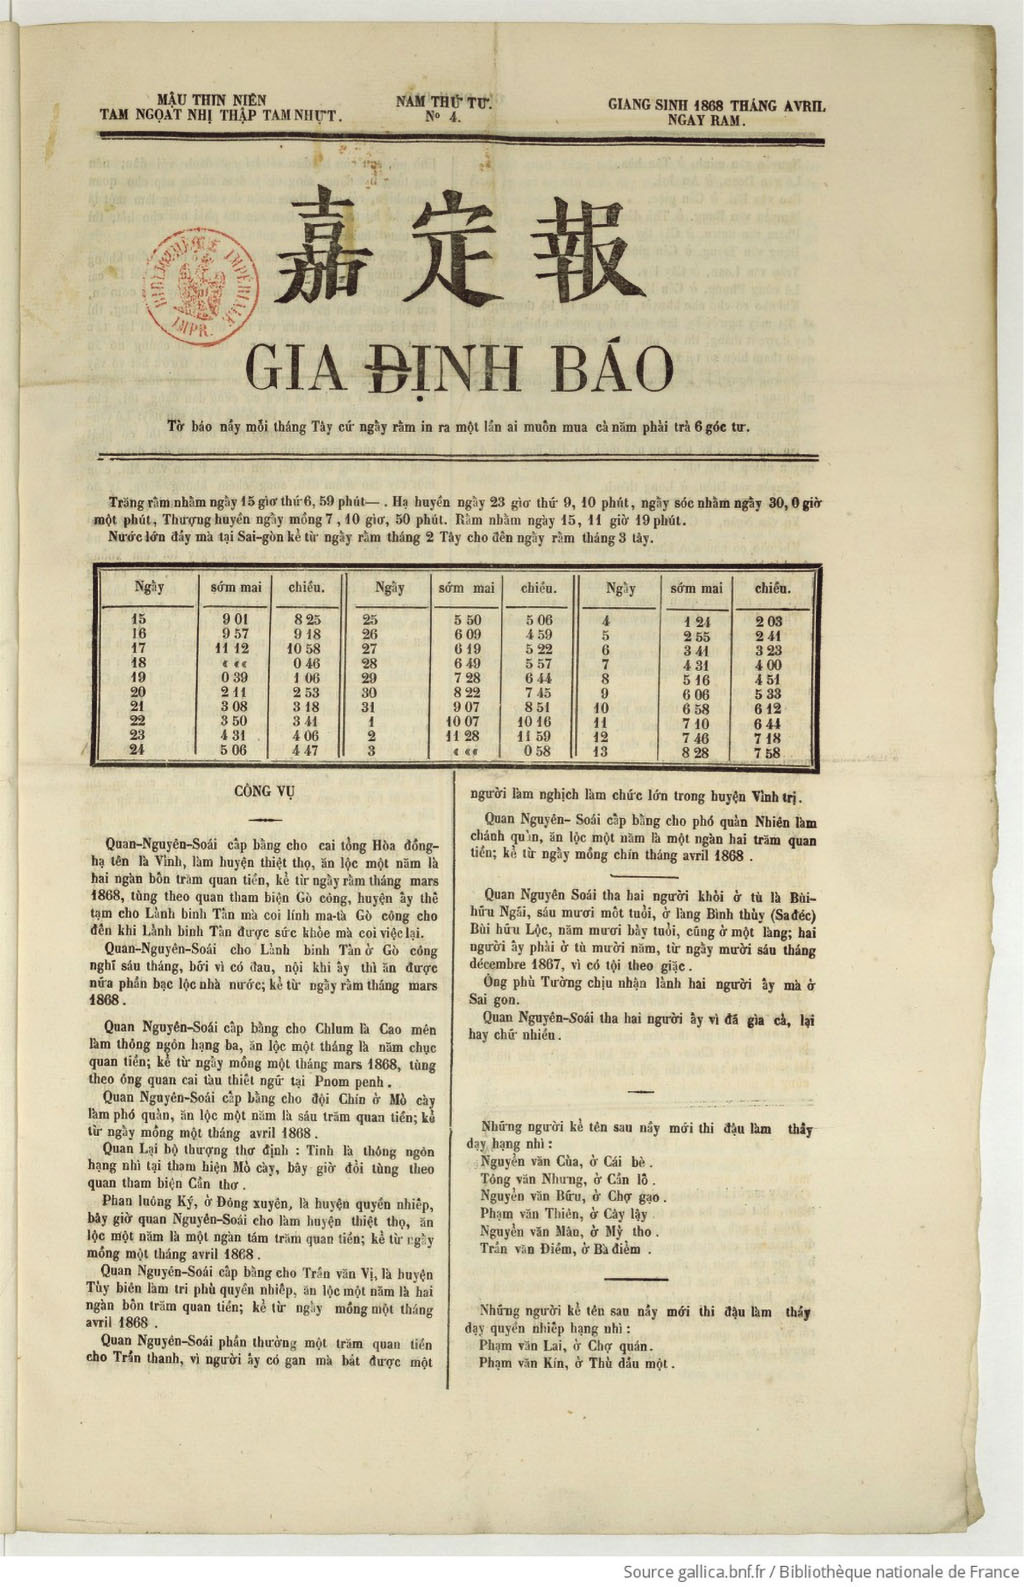 MẬU THIN NIÊN
TAM NGOẠT NHỊ THẬP TAM NHỰT.
NAM THỨ TƯ.
Nº 4.
GIANG SINH 1868 THÁNG AVRIL
NGAY RAM.
嘉定報
BIBLIOTHÈQUE IMPÉRIALE
IMPR.
GIA ĐỊNH BÁO
Tờ báo nầy mỗi tháng Tây cứ ngày rằm in ra một lần ai muốn mua cả năm phải trả 6 góc tư.
Trăng rằm nhằm ngày 15 giơ thứ 6, 59 phút— . Hạ huyền ngày 23 giơ thứ 9, 10 phút, ngày sóc nhằm ngày 30, 0 giờ
một phút, Thượng huyền ngày mồng 7, 10 giơ, 50 phut. Rằm nhằm ngày 15, 11 giờ 19 phut.
Nước lớn đầy mà tại Sai-gòn kể từ ngày rằm tháng 2 Tây cho đến ngày rằm tháng 3 tây.
Ngày sớm mai chiều. Ngày sớm mai chiều. Ngày sớm mai chiều.
15 9 01 8 25 25 5 50 5 06 4 1 24 2 03
16 9 57 9 18 26 6 09 4 59 5 2 55 2 41
17 11 12 10 58 27 6 19 5 22 6 3 41 3 23
18 « «« 0 46 28 6 49 5 57 7 4 31 4 00
19 0 39 1 06 29 7 28 6 44 8 5 16 4 51
20 2 11 2 53 30 8 22 7 45 9 6 06 5 33
21 3 08 3 18 31 9 07 8 51 10 6 58 6 12
22 3 50 3 41 1 10 07 10 16 11 7 10 6 44
23 4 31 4 06 2 11 28 11 59 12 7 46 7 18
24 5 06 4 47 3 « «« 0 58 13 8 28 7 58
CÔNG VỤ
Quan-Nguyên-Soái cấp bằng cho cai tổng Hòa đồng-
hạ tên là Vinh, làm huyện thiệt thọ, ăn lộc một năm là
hai ngàn bốn trăm quan tiền, kể từ ngày rằm tháng mars
1868, tùng theo quan tham biện Gò công, huyện ấy thế
tạm cho Lãnh binh Tấn mà coi lính ma-tà Gò công cho
đến khi Lãnh binh Tấn được sức khỏe mà coi việc lại.
Quan-Nguyên-Soái cho Lãnh binh Tấn ở Gò công
nghỉ sáu tháng, bởi vì có đau, nội khi ấy thì ăn được
nửa phần bạc lộc nhà nước; kể từ ngày rằm tháng mars
1868 .
Quan Nguyên-Soái cấp bằng cho Chlum là Cao mên
làm thông ngôn hạng ba, ăn lộc một tháng là năm chục
quan tiền; kể từ ngày mồng một tháng mars 1868, tùng
theo óng quan cai tàu thiết ngữ tại Pnom penh .
Quan Nguyên-Soái cấp bằng cho đội Chín ở Mỏ cày
làm phó quản, ăn lộc một năm là sáu trăm quan tiền; kể
từ ngày mồng một tháng avril 1868 .
Quan Lại bộ thượng thơ định : Tình là thông ngôn
hạng nhì tại tham hiện Mỏ cày, bây giờ đổi tùng theo
quan tham biện Cần thơ .
Phan luông Ký, ở Đông xuyên, là huyện quyền nhiếp,
bây giờ quan Nguyên-Soái cho làm huyện thiệt thọ, ăn
lộc một năm là một ngàn tám trăm quan tiền; kể từ ngày
mồng một tháng avril 1868 .
Quan Nguyên-Soái cấp bằng cho Trần văn Vị, là huyện
Tùy biên làm tri phủ quyền nhiếp, ăn lộc một năm là hai
ngàn bốn trăm quan tiền; kể từ ngày mồng một tháng
avril 1868 .
Quan Nguyên-Soái phần thưởng một trăm quan tiền
cho Trần thanh, vì người ấy có gan mà bắt được một
người làm nghịch làm chức lớn trong huyện Vĩnh trị.
Quan Nguyên- Soái cấp bằng cho phó quản Nhiên làm
chánh quản, ăn lộc một năm là một ngàn hai trăm quan
tiền; kể từ ngày mồng chín tháng avril 1868 .
Quan Nguyên Soái tha hai người khỏi ở tù là Bùi-
hữu Ngãi, sáu mươi mốt tuổi, ở làng Bình thủy (Sađéc)
Bùi hữu Lộc, năm mươi bảy tuổi, cũng ở một làng; hai
người ấy phải ở tù mười năm, từ ngày mười sáu tháng
décembre 1867, vì có tội theo giặc .
Ông phủ Tường chịu nhận lãnh hai người ấy mà ở
Sai gon.
Quan Nguyên-Soái tha hai người ấy vì đã gìa cả, lại
hay chữ nhiều .
Những người kể tên sau nầy mới thi đậu làm thầy
dạy hạng nhì :
Nguyễn văn Của, ở Cái bè .
Tống văn Nhưng, ở Cần lố .
Nguyễn văn Bửu, ở Chợ gạo .
Phạm văn Thiên, ở Cây lậy
Nguyễn văn Mân, ở Mỹ tho .
Trần văn Điểm, ở Bà điểm .
Những người kể tên sau nầy mới thi đậu làm thầy
dạy quyền nhiếp hạng nhì :
Phạm văn Lai, ở Chợ quán.
Phạm văn Kín, ở Thủ dầu một .
Source gallica.bnf.fr / Bibliothèque nationale de France